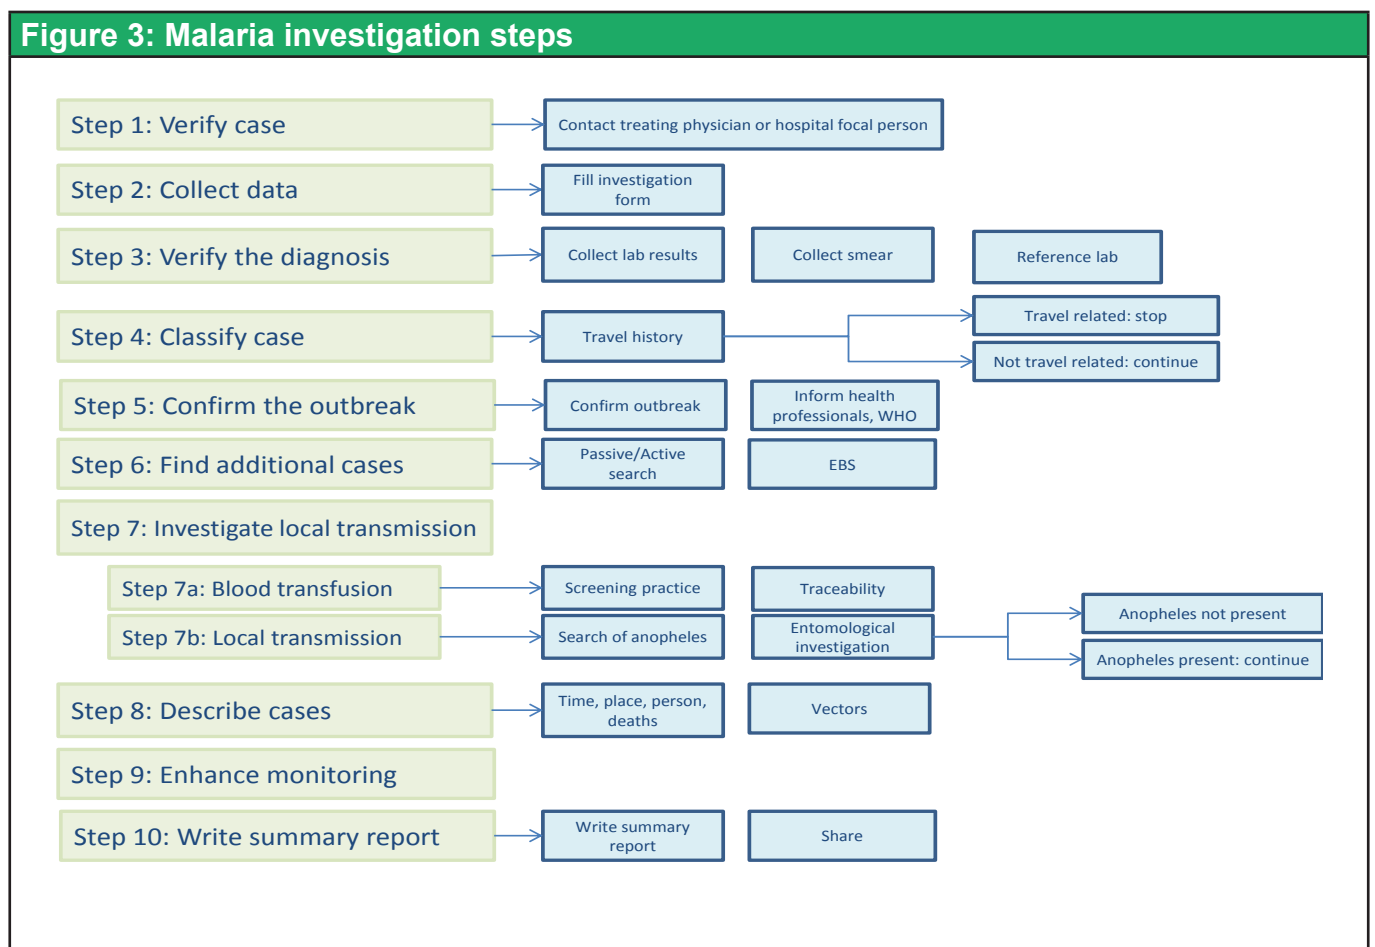 Figure 3: Malaria investigation steps
Step 1: Verify case
Contact treating physician or hospital focal person
Step 2: Collect data
Fill investigation
form
Step 3: Verify the diagnosis
Collect lab results
Collect smear
Reference lab
Step 4: Classify case
Travel history
Travel related: stop
Not travel related: continue
Step 5: Confirm the outbreak
Confirm outbreak
Inform health
professionals, WHO
Step 6: Find additional cases
Passive/Active
search
EBS
Step 7: Investigate local transmission
Step 7a: Blood transfusion
Screening practice
Traceability
Step 7b: Local transmission
Search of anopheles
Entomological
investigation
Anopheles not present
Anopheles present: continue
Step 8: Describe cases
Time, place, person,
deaths
Vectors
Step 9: Enhance monitoring
Step 10: Write summary report
Write summary
report
Share